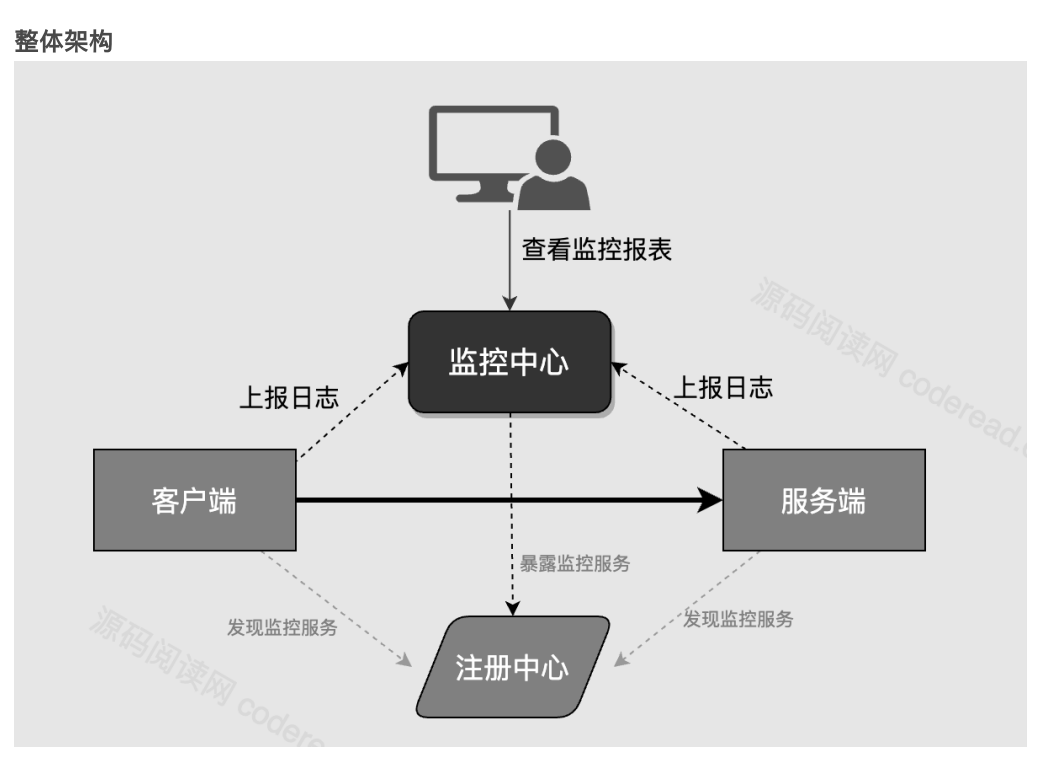 整体架构
查看监控报表
监控中心
上报日志
上报日志
源码阅读网 coderead.c
客户端
服务端
暴露监控服务
发现监控服务
发现监控服务
注册中心
源码阅读网 codere